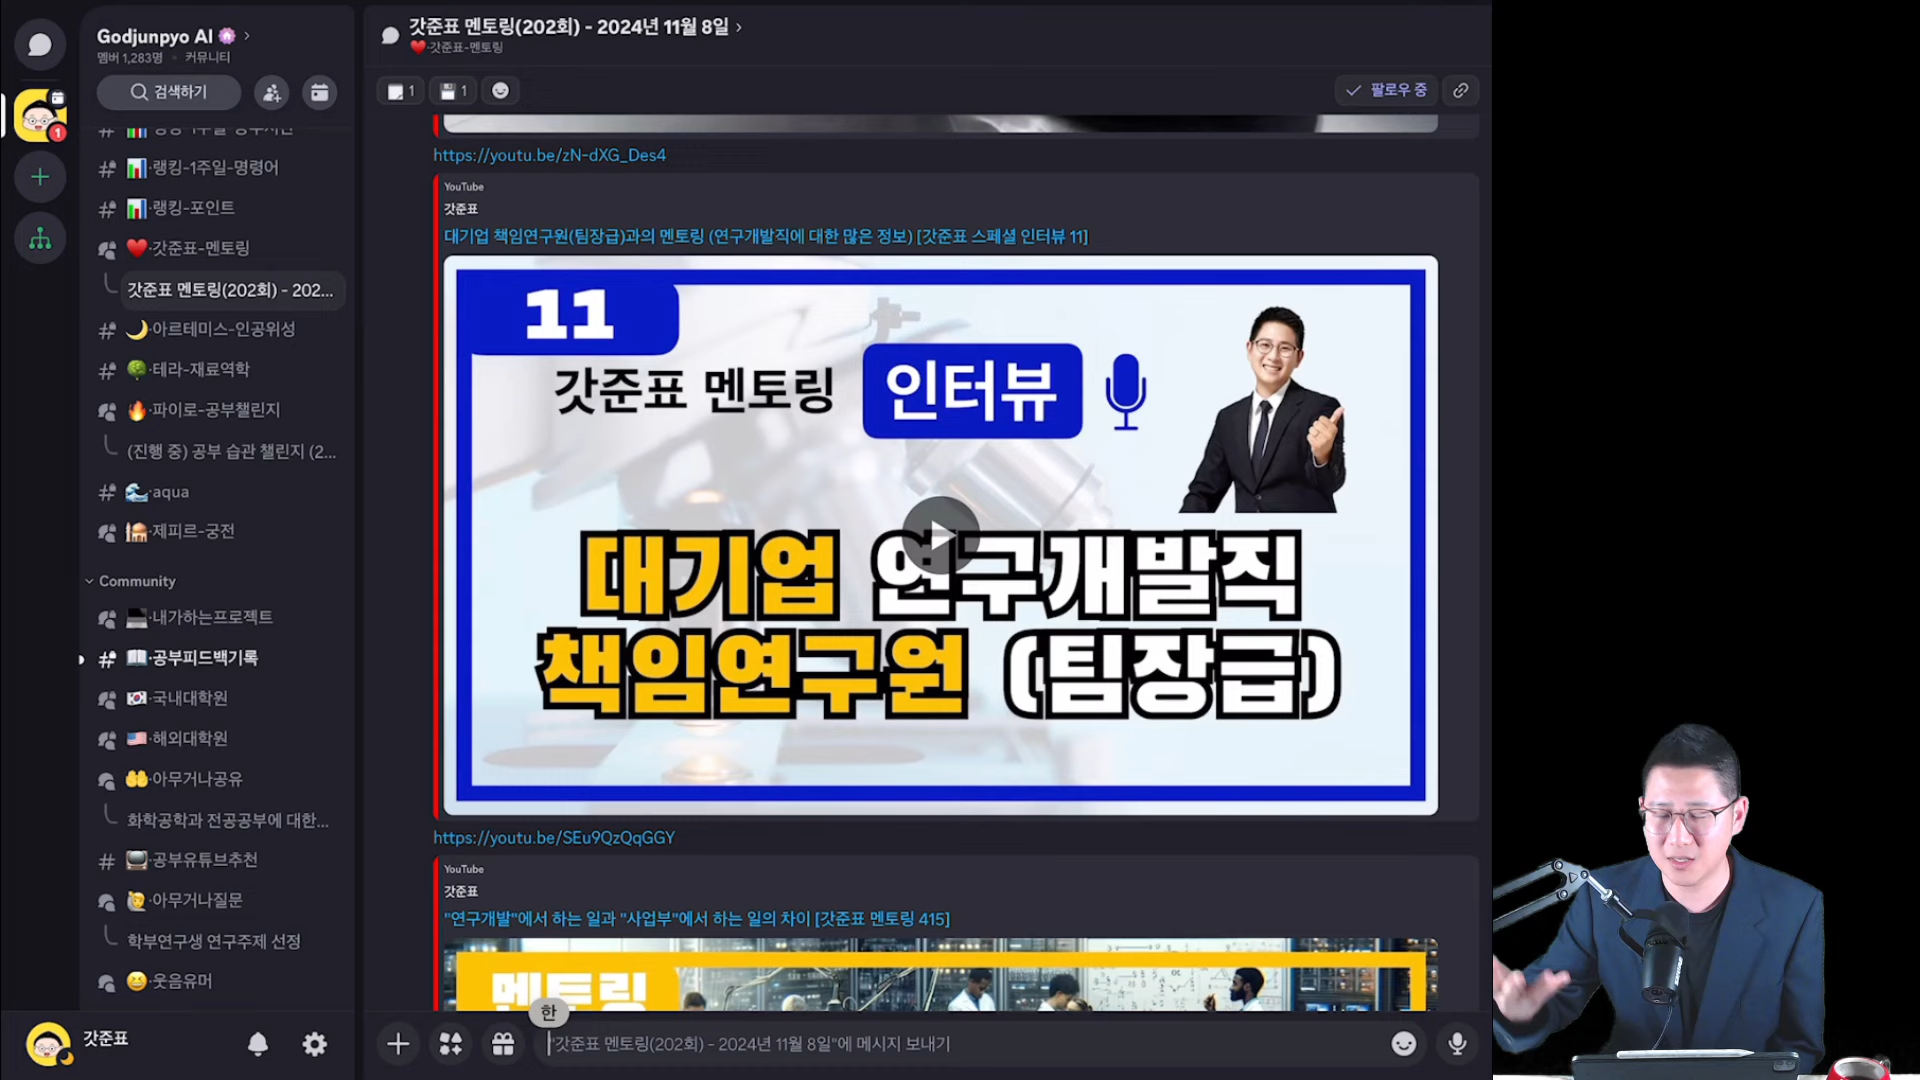 Godjunpyo AI
멤버 1,283명 · 커뮤니티
검색하기
1
랭킹-1주일-명령어
랭킹-포인트
갓준표-멘토링
갓준표 멘토링(202회) - 202...
아르테미스-인공위성
테라-재료역학
파이로-공부챌린지
(진행 중) 공부 습관 챌린지 (2...
aqua
제피르-궁전
Community
내가하는프로젝트
공부피드백기록
국내대학원
해외대학원
아무거나공유
화학공학과 전공공부에 대한...
공부유튜브추천
아무거나질문
학부연구생 연구주제 선정
웃음유머
갓준표
갓준표 멘토링(202회) - 2024년 11월 8일
갓준표-멘토링
1
1
팔로우 중
https://youtu.be/zN-dXG_Des4
YouTube
갓준표
대기업 책임연구원(팀장급)과의 멘토링 (연구개발직에 대한 많은 정보) [갓준표 스페셜 인터뷰 11]
11
갓준표 멘토링 인터뷰
대기업 연구개발직
책임연구원 (팀장급)
https://youtu.be/SEu9QzQqGGY
YouTube
갓준표
"연구개발"에서 하는 일과 "사업부"에서 하는 일의 차이 [갓준표 멘토링 415]
멘토링
한
"갓준표 멘토링(202회) - 2024년 11월 8일"에 메시지 보내기